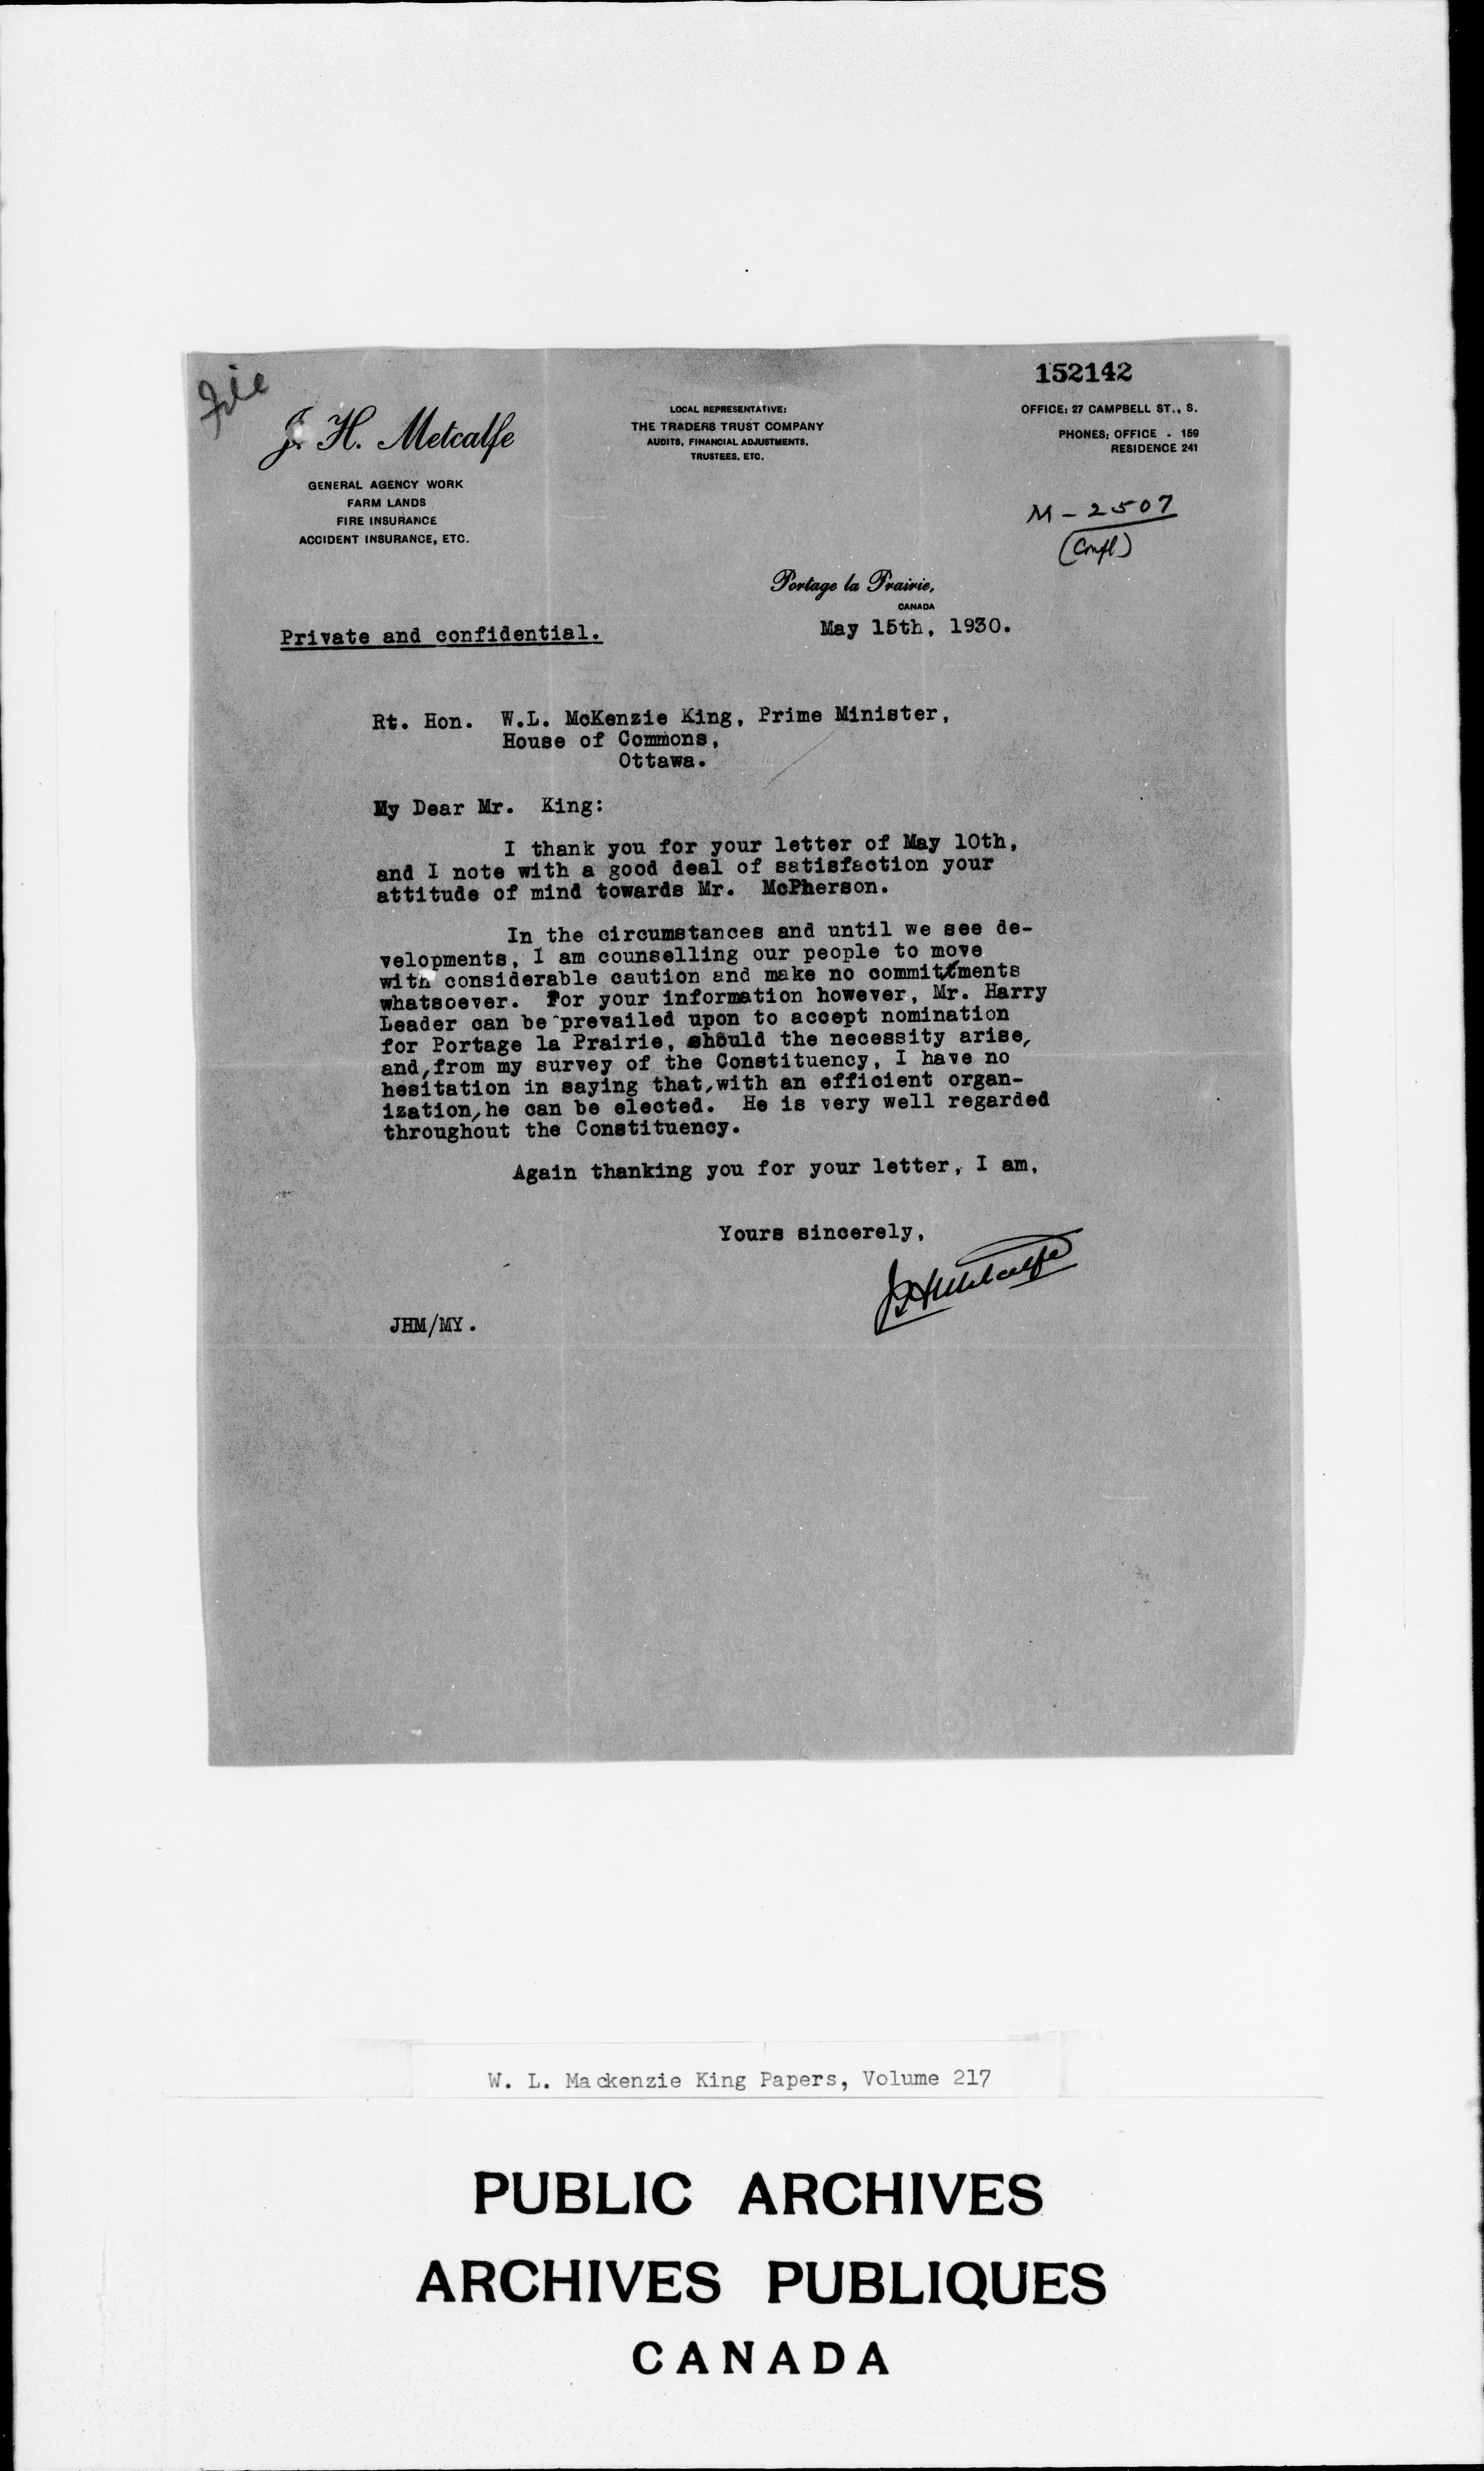 File
152142
J. H. Metcalfe
GENERAL AGENCY WORK
FARM LANDS
FIRE INSURANCE
ACCIDENT INSURANCE, ETC.
LOCAL REPRESENTATIVE:
THE TRADERS TRUST COMPANY
AUDITS, FINANCIAL ADJUSTMENTS,
TRUSTEES, ETC.
OFFICE: 27 CAMPBELL ST., S.
PHONES: OFFICE - 159
RESIDENCE 241
M-2507
(Confl)
Portage la Prairie,
CANADA
Private and confidential.
May 15th, 1930.
Rt. Hon. W.L. McKenzie King, Prime Minister,
House of Commons,
Ottawa.
My Dear Mr. King:
I thank you for your letter of May 10th,
and I note with a good deal of satisfaction your
attitude of mind towards Mr. McPherson.
In the circumstances and until we see de-
velopments, I am counselling our people to move
with considerable caution and make no committments
whatsoever. For your information however, Mr. Harry
Leader can be prevailed upon to accept nomination
for Portage la Prairie, should the necessity arise,
and, from my survey of the Constituency, I have no
hesitation in saying that, with an efficient organ-
ization, he can be elected. He is very well regarded
throughout the Constituency.
Again thanking you for your letter, I am,
Yours sincerely,
J.H. Metcalfe
JHM/MY.
W. L. Mackenzie King Papers, Volume 217
PUBLIC ARCHIVES
ARCHIVES PUBLIQUES
CANADA